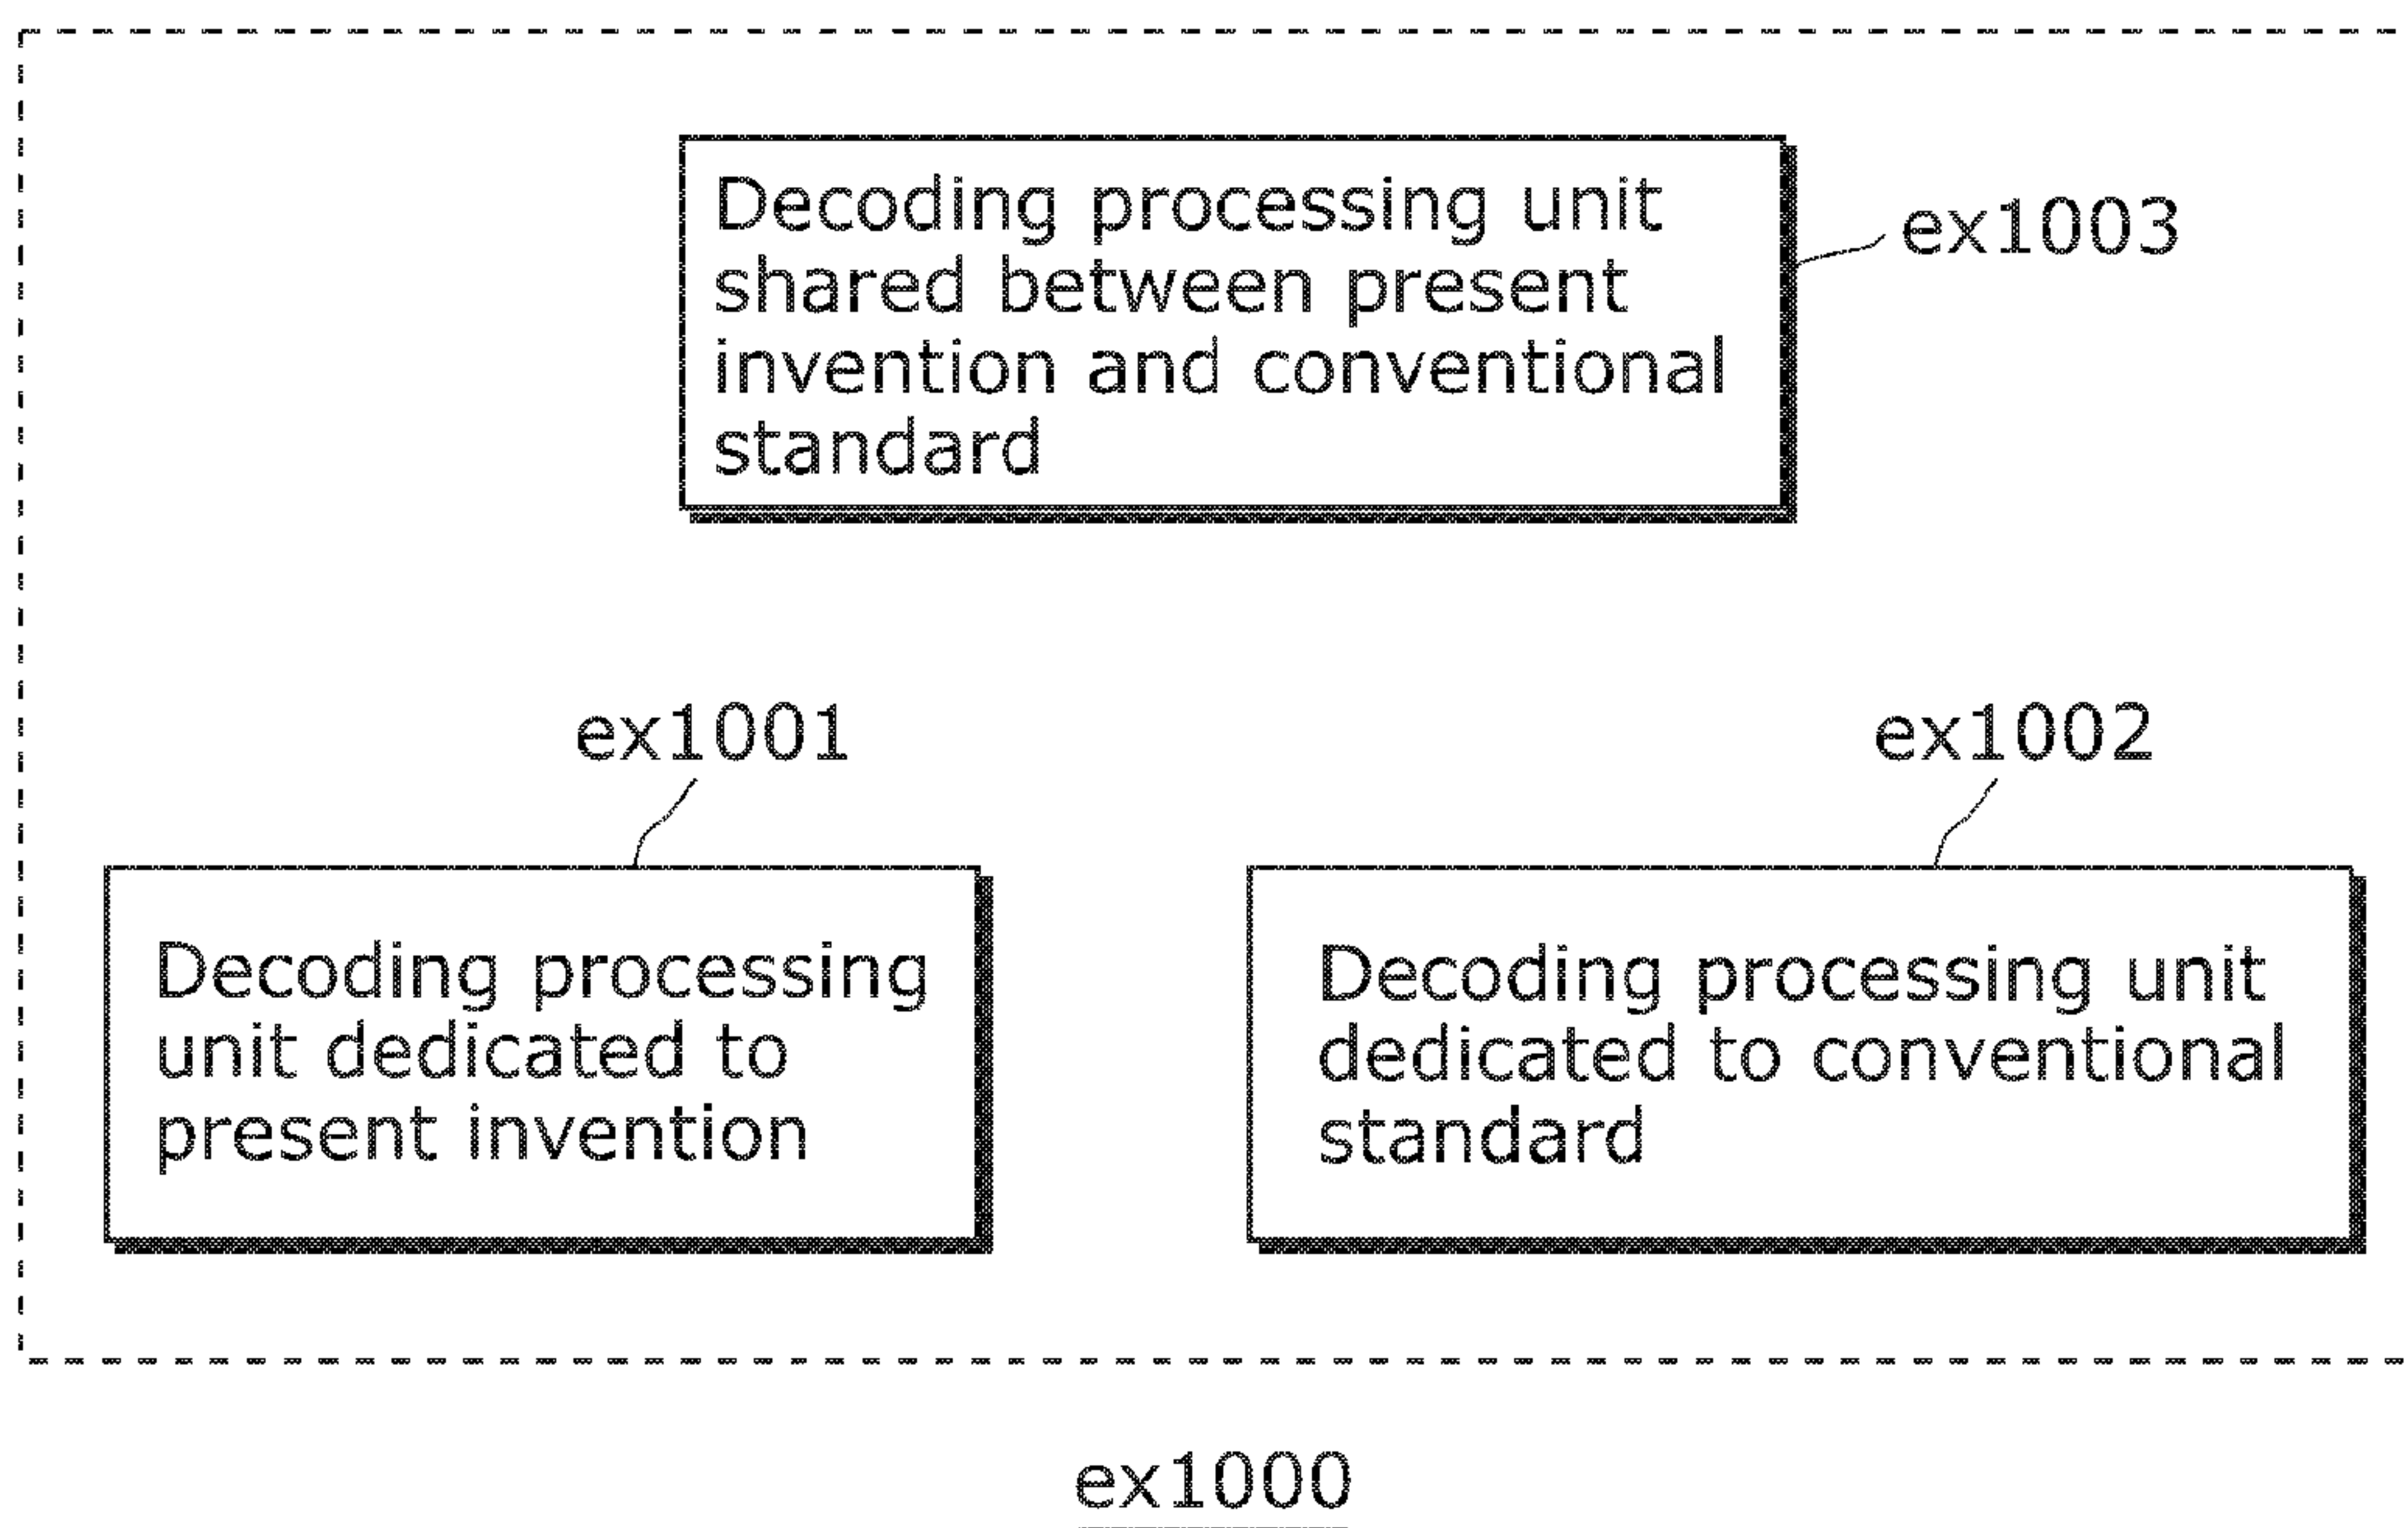 Decoding processing unit
shared between present
invention and conventional
standard
ex1003
ex1001
ex1002
Decoding processing
unit dedicated to
present invention
Decoding processing unit
dedicated to conventional
standard
ex1000